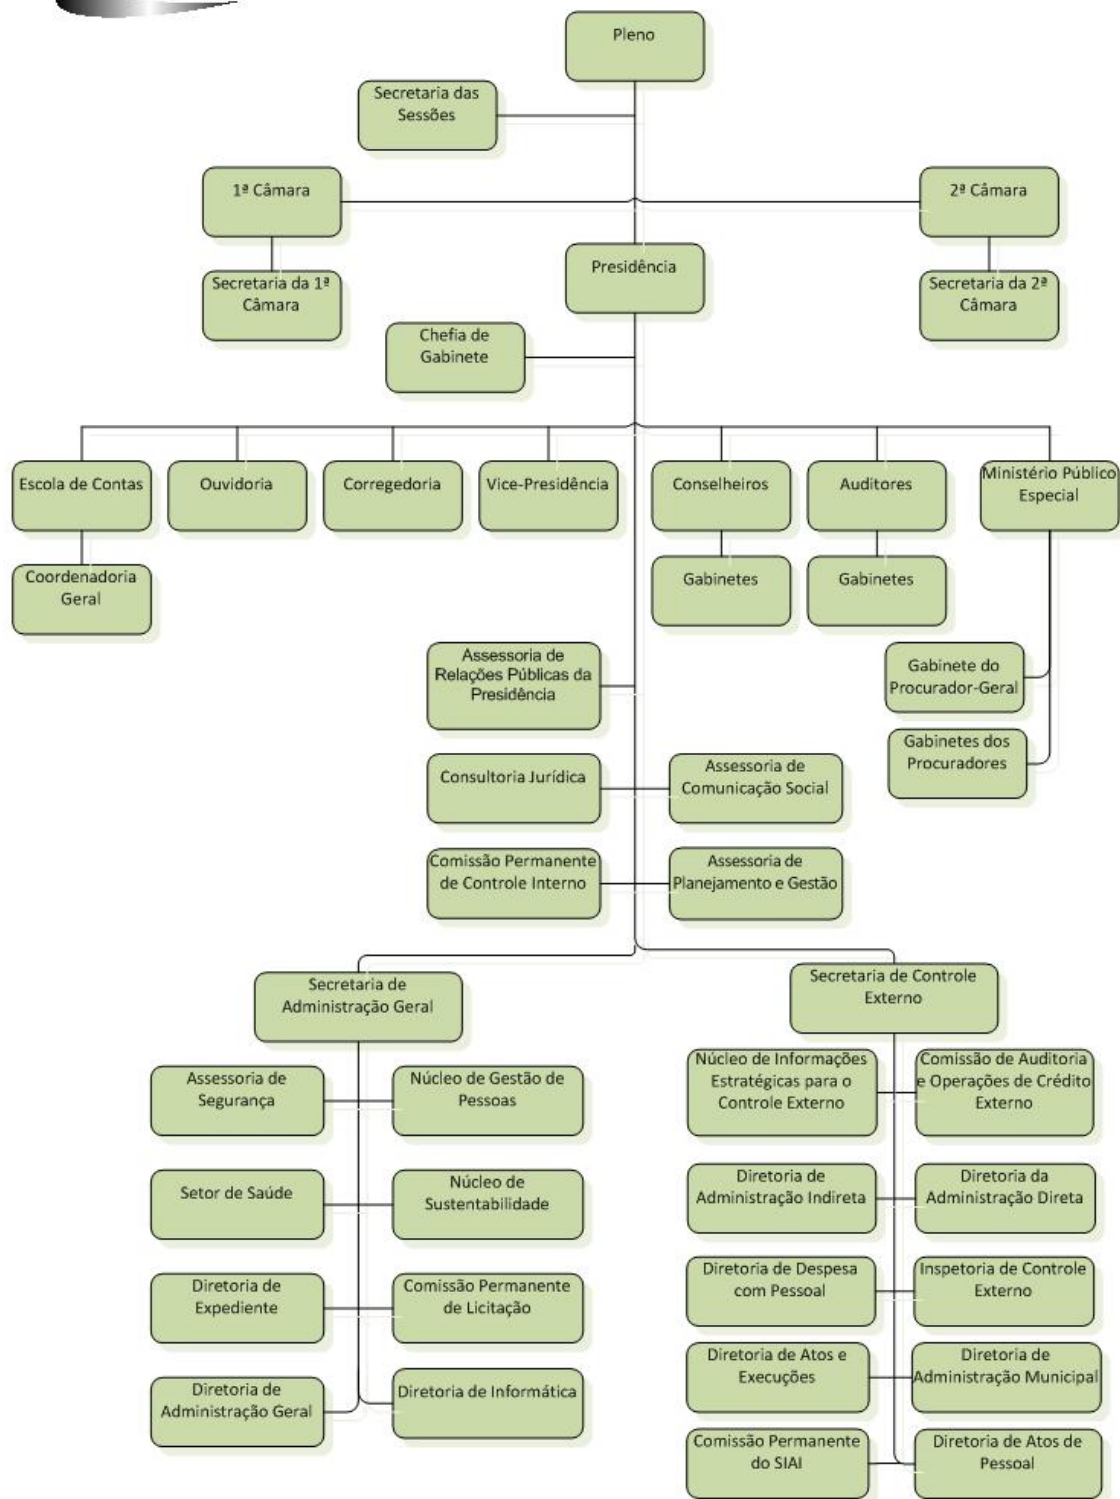 Pleno
Secretaria das
Sessões
1ª Câmara
2ª Câmara
Presidência
Secretaria da 1ª
Câmara
Secretaria da 2ª
Câmara
Chefia de
Gabinete
Escola de Contas
Ouvidoria
Corregedoria
Vice-Presidência
Conselheiros
Auditores
Ministério Público
Especial
Coordenadoria
Geral
Gabinetes
Gabinetes
Assessoria de
Relações Públicas da
Presidência
Gabinete do
Procurador-Geral
Gabinetes dos
Procuradores
Consultoria Jurídica
Assessoria de
Comunicação Social
Comissão Permanente
de Controle Interno
Assessoria de
Planejamento e Gestão
Secretaria de
Administração Geral
Secretaria de Controle
Externo
Assessoria de
Segurança
Núcleo de Gestão de
Pessoas
Setor de Saúde
Núcleo de
Sustentabilidade
Diretoria de
Expediente
Comissão Permanente
de Licitação
Diretoria de
Administração Geral
Diretoria de Informática
Núcleo de Informações
Estratégicas para o
Controle Externo
Comissão de Auditoria
e Operações de Crédito
Externo
Diretoria de
Administração Indireta
Diretoria da
Administração Direta
Diretoria de Despesa
com Pessoal
Inspetoria de Controle
Externo
Diretoria de Atos e
Execuções
Diretoria de
Administração Municipal
Comissão Permanente
do SIAI
Diretoria de Atos de
Pessoal